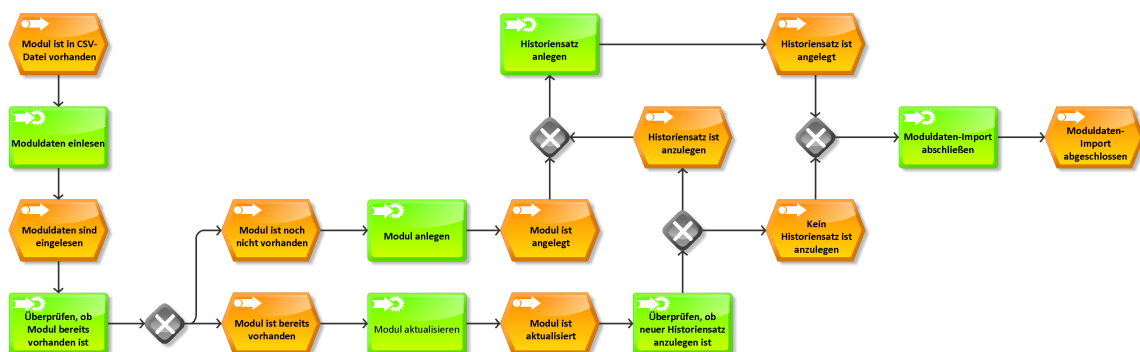 Modul ist in CSV-
Datei vorhanden
Moduldaten einlesen
Moduldaten sind
eingelesen
Überprüfen, ob
Modul bereits
vorhanden ist
Modul ist noch
nicht vorhanden
Modul anlegen
Modul ist
angelegt
Modul ist bereits
vorhanden
Modul aktualisieren
Modul ist
aktualisiert
Überprüfen, ob
neuer Historiensatz
anzulegen ist
Historiensatz ist
anzulegen
Kein
Historiensatz ist
anzulegen
Historiensatz
anlegen
Historiensatz ist
angelegt
Moduldaten-Import
abschließen
Moduldaten-
Import
abgeschlossen